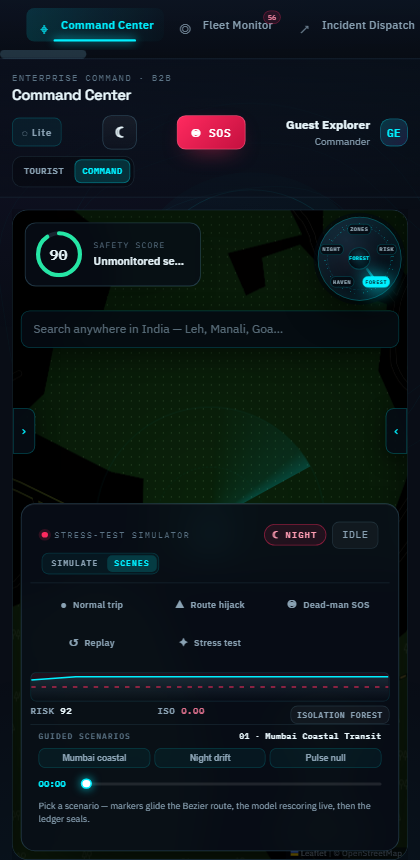 Command Center
Fleet Monitor
56
Incident Dispatch
ENTERPRISE COMMAND · B2B
Command Center
Lite
SOS
Guest Explorer
Commander
GE
TOURIST
COMMAND
90
SAFETY SCORE
Unmonitored se...
ZONES
NIGHT
RISK
FOREST
HAVEN
FOREST
Search anywhere in India — Leh, Manali, Goa...
›
‹
STRESS-TEST SIMULATOR
NIGHT
IDLE
SIMULATE
SCENES
Normal trip
Route hijack
Dead-man SOS
Replay
Stress test
RISK 92
ISO 0.00
ISOLATION FOREST
GUIDED SCENARIOS
01 · Mumbai Coastal Transit
Mumbai coastal
Night drift
Pulse null
00:00
Pick a scenario — markers glide the Bezier route, the model rescoring live, then the
ledger seals.
Leaflet | © OpenStreetMap